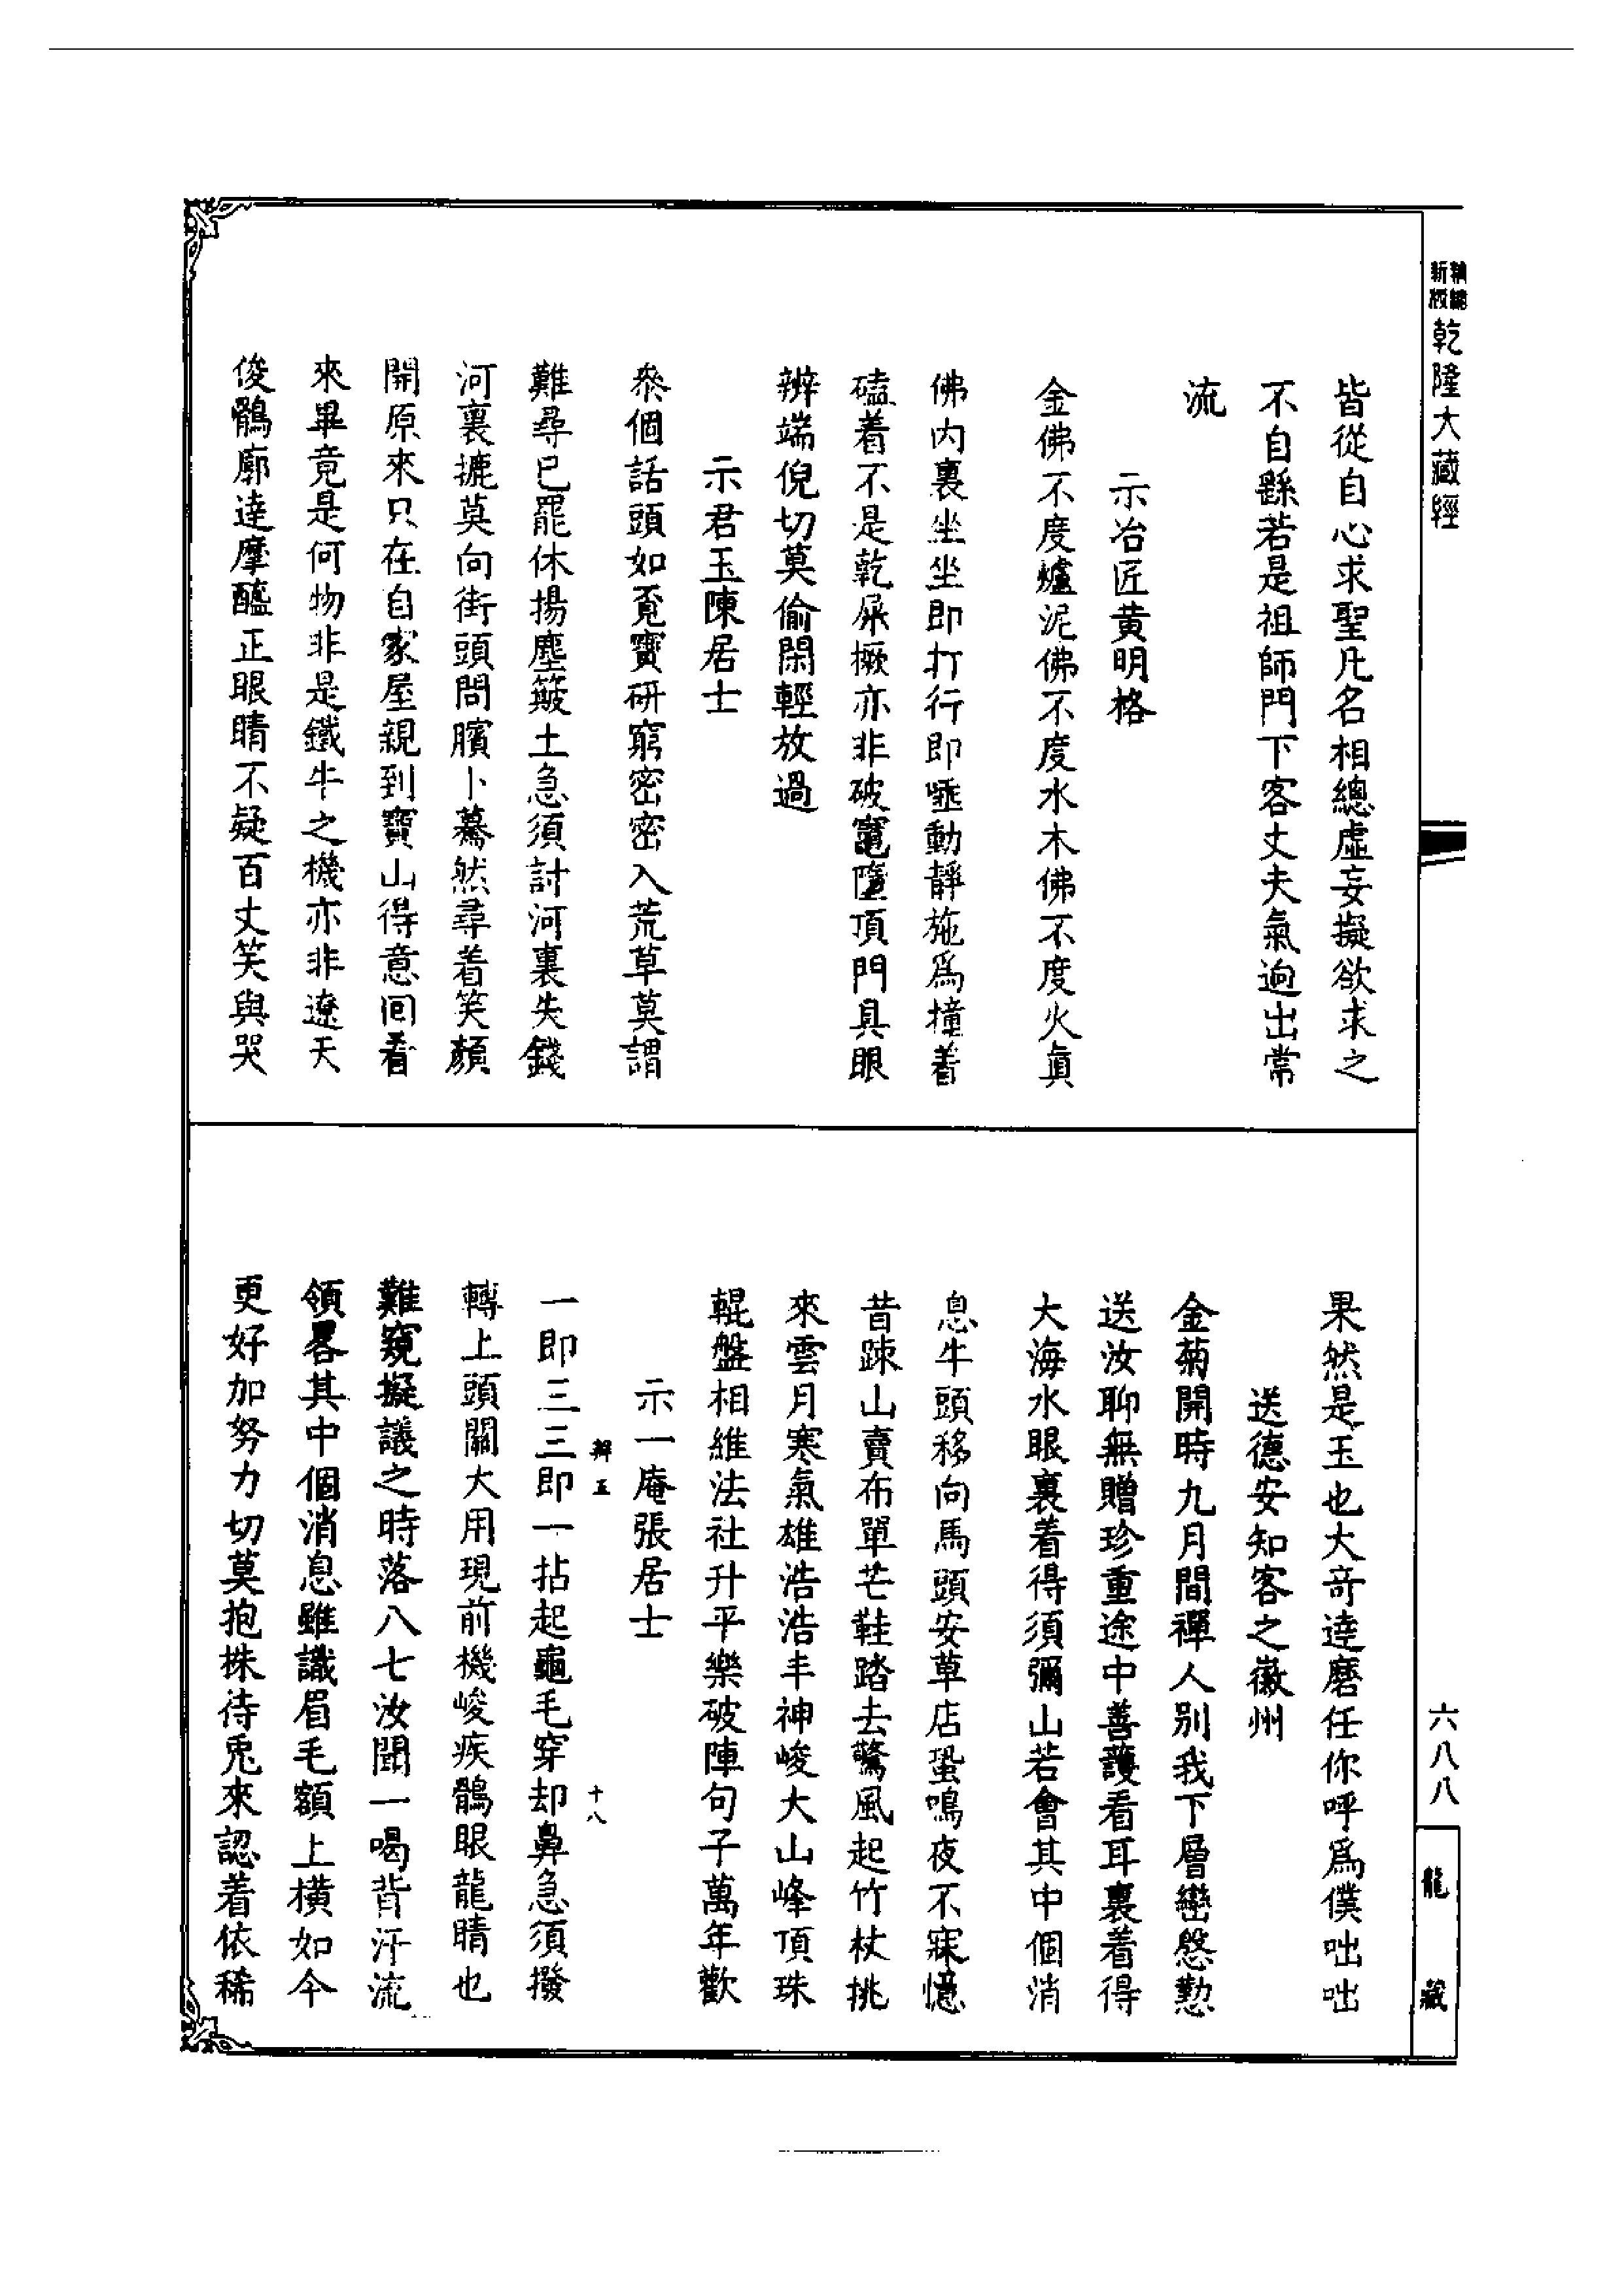 精縮新版乾隆大藏經
皆從自心求聖凡名相總虛妄擬欲求之
不自繇若是祖師門下客丈夫氣逈出常
流
示冶匠黄明格
金佛不度爐泥佛不度水木佛不度火眞
佛内裏坐坐即打行即唾動靜施爲撞着
磕着不是乾屎橛亦非破竈墮頂門具眼
辨端倪切莫偷閑輕放過
示君玉陳居士
叅個話頭如覓寳研窮密密入荒草莫謂
難尋已罷休揚塵簸土急須討河裏失錢
河裏摝莫向街頭問臏卜驀然尋着笑顏
開原來只在自家屋親到寶山得意回看
來畢竟是何物非是鐵牛之機亦非遼天
俊鶻廓達摩醯正眼睛不疑百丈笑與哭
果然是玉也大奇達磨任你呼爲僕咄咄
送德安知客之徽州
金菊開時九月間禪人別我下層巒慇懃
送汝聊無贈珍重途中善護看耳裏着得
大海水眼裏着得須彌山若會其中個消
息牛頭移向馬頭安草店蛩鳴夜不寐憶
昔踈山賣布單芒鞋踏去驚風起竹杖挑
來雲月寒氣雄浩浩丰神峻大山峰頂珠
輥盤相維法社升平樂破陣句子萬年歡
示一庵張居士
辩五 十八
一即三三即一拈起龜毛穿却鼻急須撥
轉上頭關大用現前機峻疾鶻眼龍睛也
難窺擬議之時落八七汝聞一喝背汗流
領畧其中個消息雖識眉毛額上橫如今
更好加努力切莫抱株待兎來認着依稀
六八八
龍藏